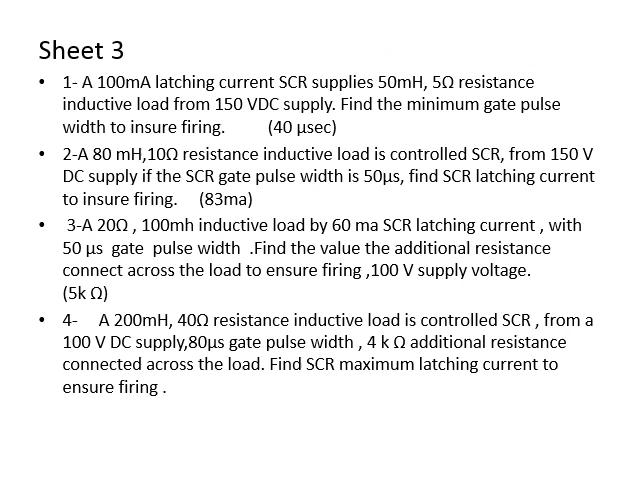 Sheet 3
• 1- A 100mA latching current SCR supplies 50mH, 5Ω resistance
inductive load from 150 VDC supply. Find the minimum gate pulse
width to insure firing. (40 μsec)
• 2-A 80 mH,10Ω resistance inductive load is controlled SCR, from 150 V
DC supply if the SCR gate pulse width is 50μs, find SCR latching current
to insure firing. (83ma)
• 3-A 20Ω , 100mh inductive load by 60 ma SCR latching current , with
50 μs gate pulse width .Find the value the additional resistance
connect across the load to ensure firing ,100 V supply voltage.
(5k Ω)
• 4- A 200mH, 40Ω resistance inductive load is controlled SCR , from a
100 V DC supply,80μs gate pulse width , 4 k Ω additional resistance
connected across the load. Find SCR maximum latching current to
ensure firing .